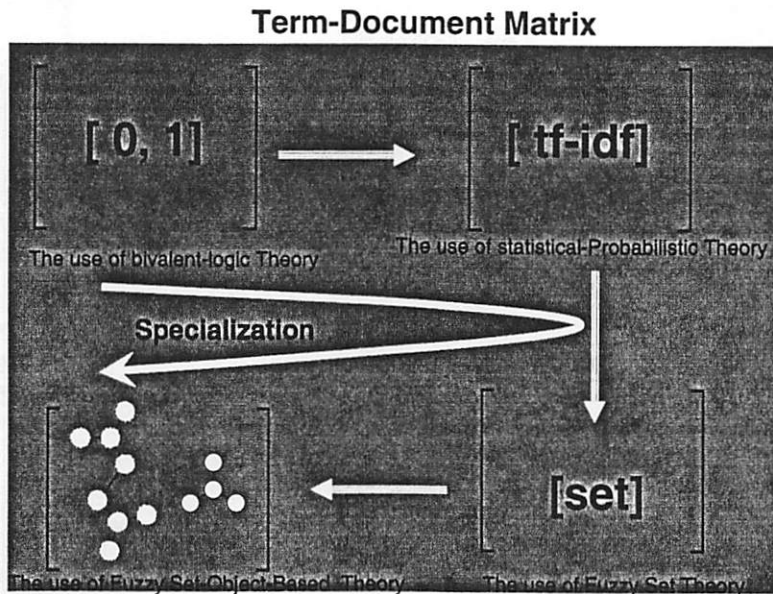 Term-Document Matrix
[ 0, 1]
[ tf-idf]
The use of bivalent-logic Theory
The use of statistical-Probabilistic Theory
Specialization
[set]
The use of Fuzzy Set-Object-Based Theory
The use of Fuzzy Set Theory